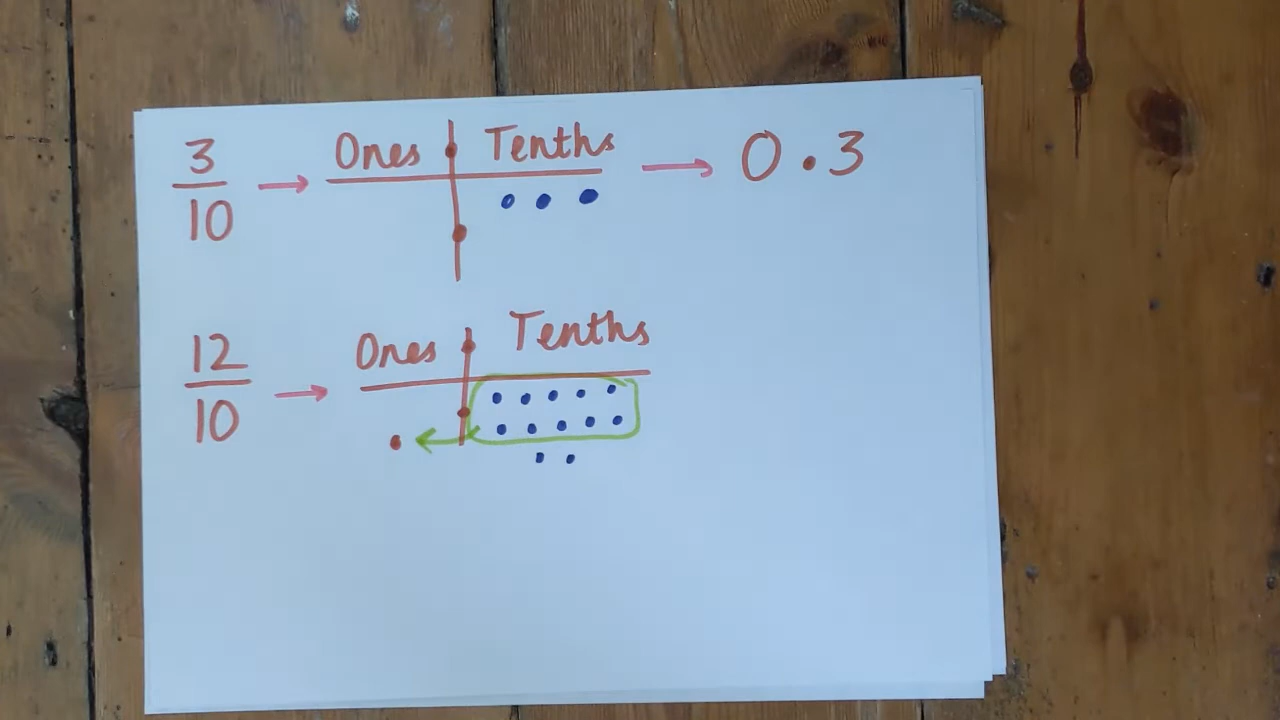 3/10 → Ones Tenths → 0.3
12/10 → Ones Tenths